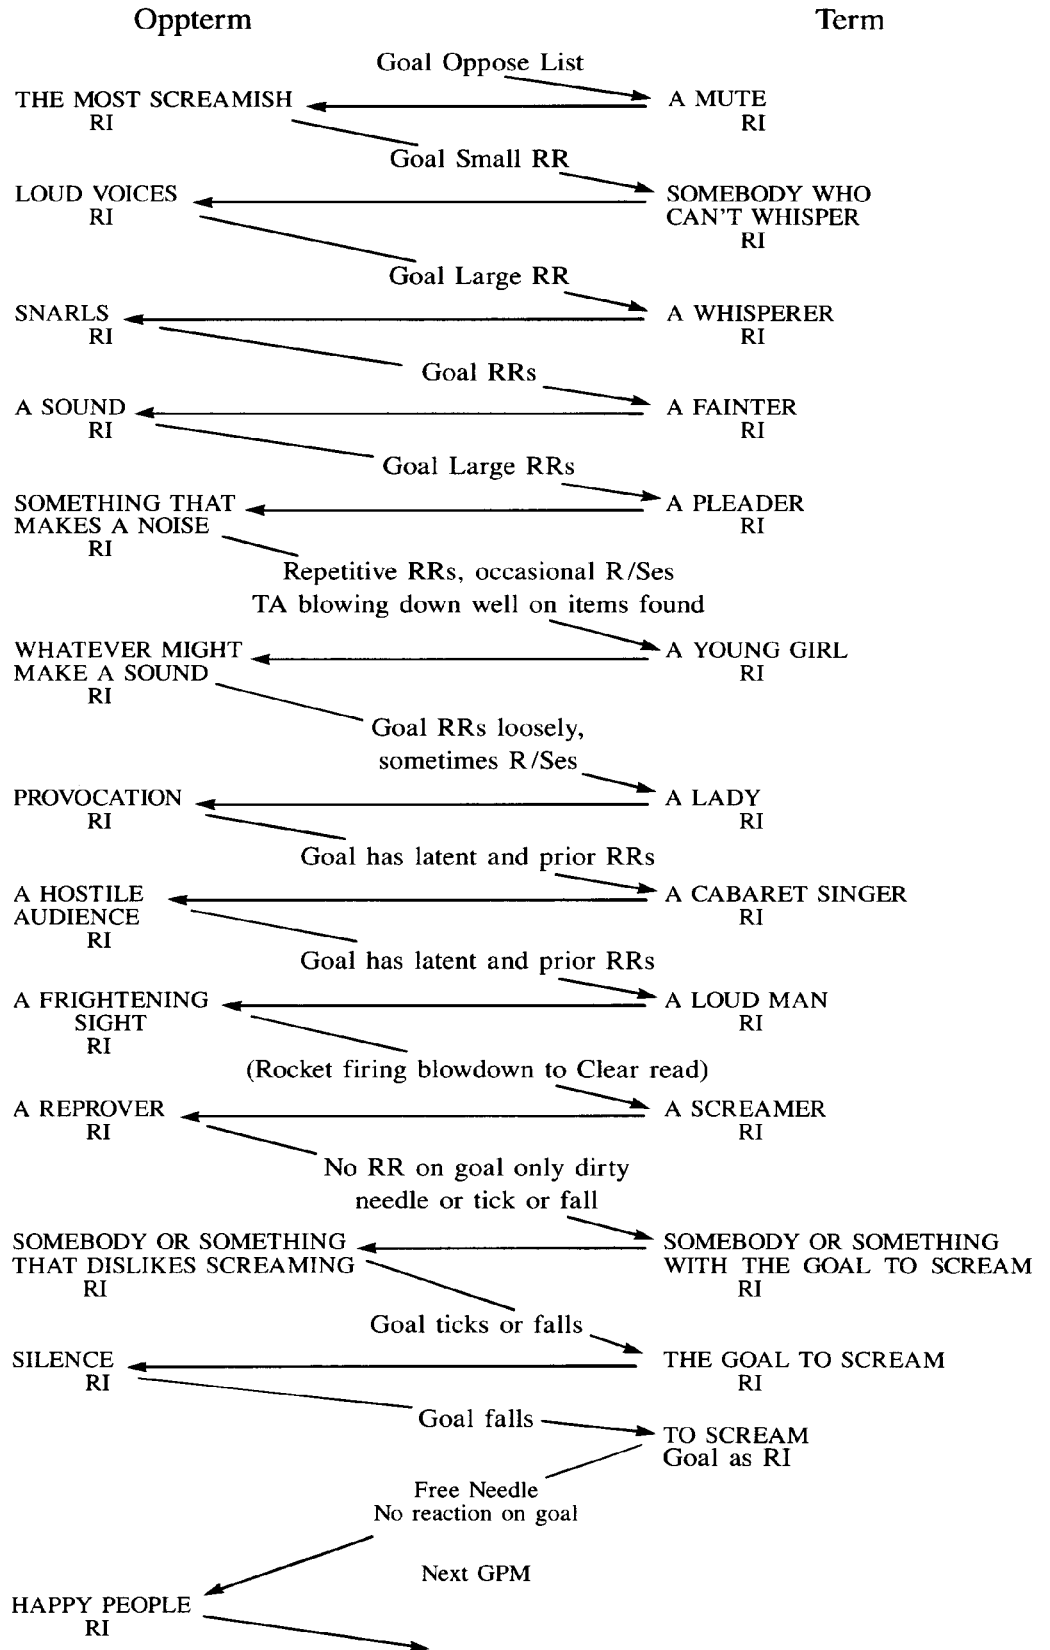 Oppterm Term
Goal Oppose List
THE MOST SCREAMISH A MUTE
RI RI
Goal Small RR
LOUD VOICES SOMEBODY WHO
RI CAN'T WHISPER
RI
Goal Large RR
SNARLS A WHISPERER
RI RI
Goal RRs
A SOUND A FAINTER
RI RI
Goal Large RRs
SOMETHING THAT A PLEADER
MAKES A NOISE RI
RI
Repetitive RRs, occasional R/Ses
TA blowing down well on items found
WHATEVER MIGHT A YOUNG GIRL
MAKE A SOUND RI
RI
Goal RRs loosely,
sometimes R/Ses
PROVOCATION A LADY
RI RI
Goal has latent and prior RRs
A HOSTILE A CABARET SINGER
AUDIENCE RI
RI
Goal has latent and prior RRs
A FRIGHTENING A LOUD MAN
SIGHT RI
RI
(Rocket firing blowdown to Clear read)
A REPROVER A SCREAMER
RI RI
No RR on goal only dirty
needle or tick or fall
SOMEBODY OR SOMETHING SOMEBODY OR SOMETHING
THAT DISLIKES SCREAMING WITH THE GOAL TO SCREAM
RI RI
Goal ticks or falls
SILENCE THE GOAL TO SCREAM
RI RI
Goal falls
TO SCREAM
Goal as RI
Free Needle
No reaction on goal
Next GPM
HAPPY PEOPLE
RI